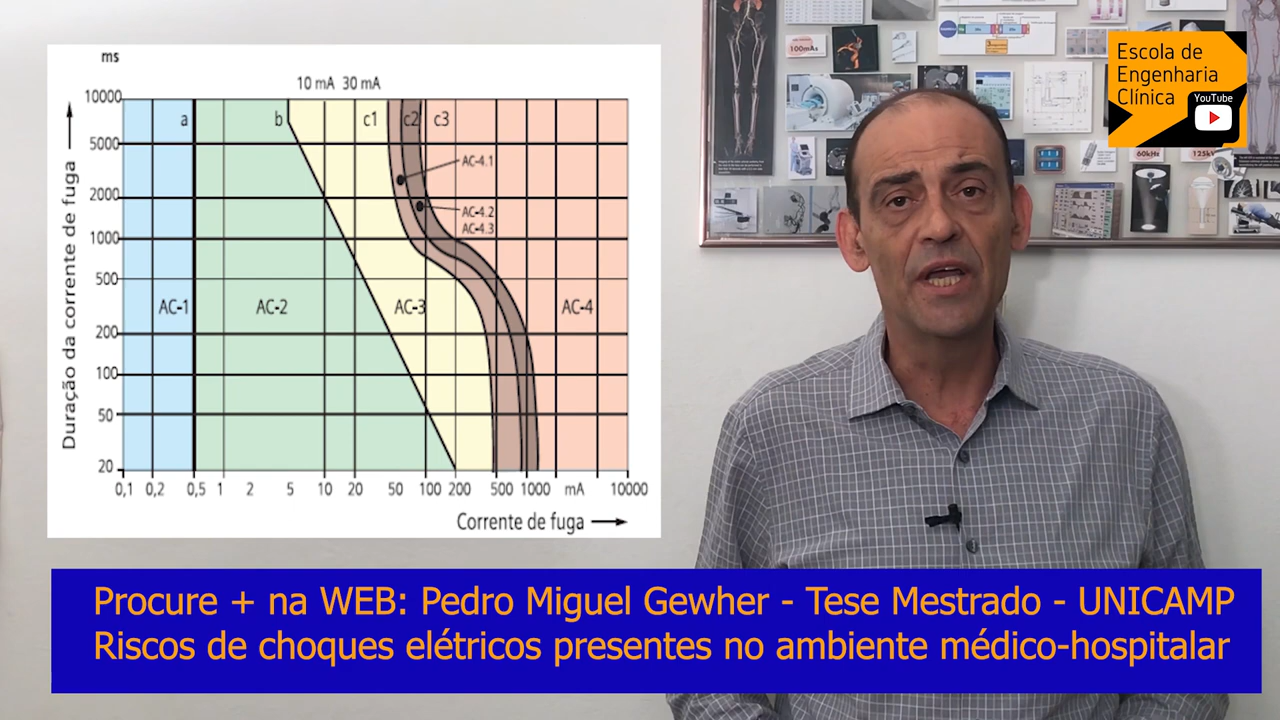 ms
10 mA 30 mA
10000
a
b
c1
c2
c3
5000
AC-4.1
2000
AC-4.2
AC-4.3
1000
500
AC-1
AC-2
AC-3
AC-4
200
100
50
20
Duração da corrente de fuga
0,1 0,2 0,5 1 2 5 10 20 50 100 200 500 1000 mA 10000
Corrente de fuga
100mAs
60kHz
125kV
Escola de
Engenharia
Clínica
YouTube
Procure + na WEB: Pedro Miguel Gewher - Tese Mestrado - UNICAMP
Riscos de choques elétricos presentes no ambiente médico-hospitalar